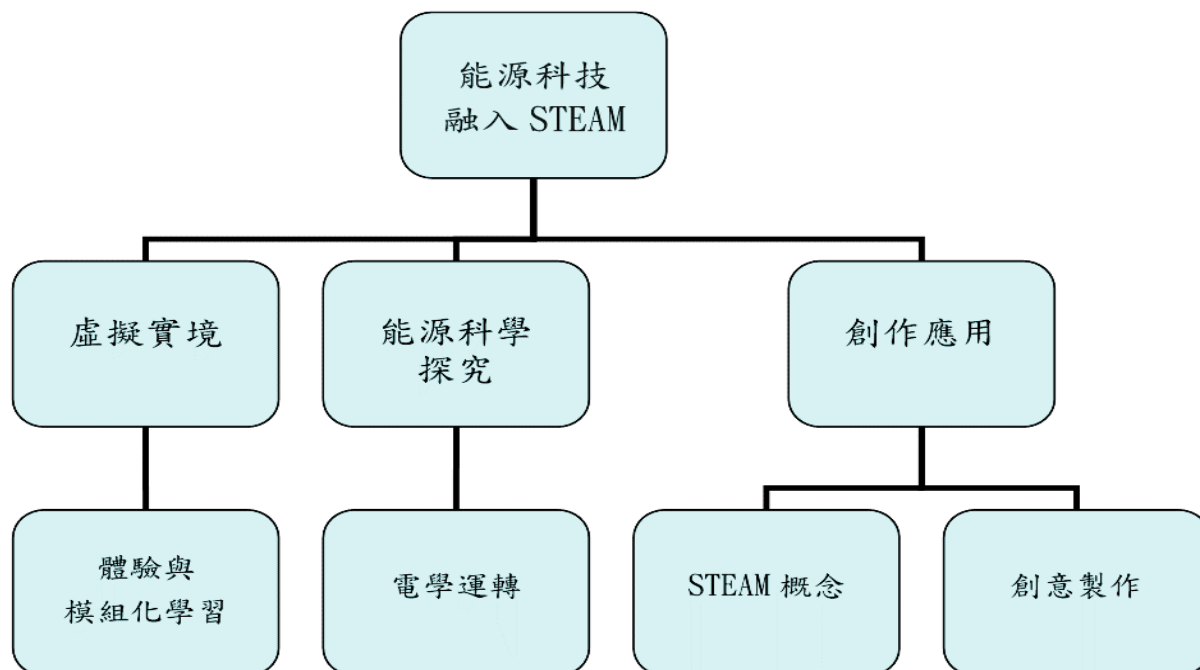 能源科技
融入 STEAM
虛擬實境
能源科學
探究
創作應用
體驗與
模組化學習
電學運轉
STEAM 概念
創意製作